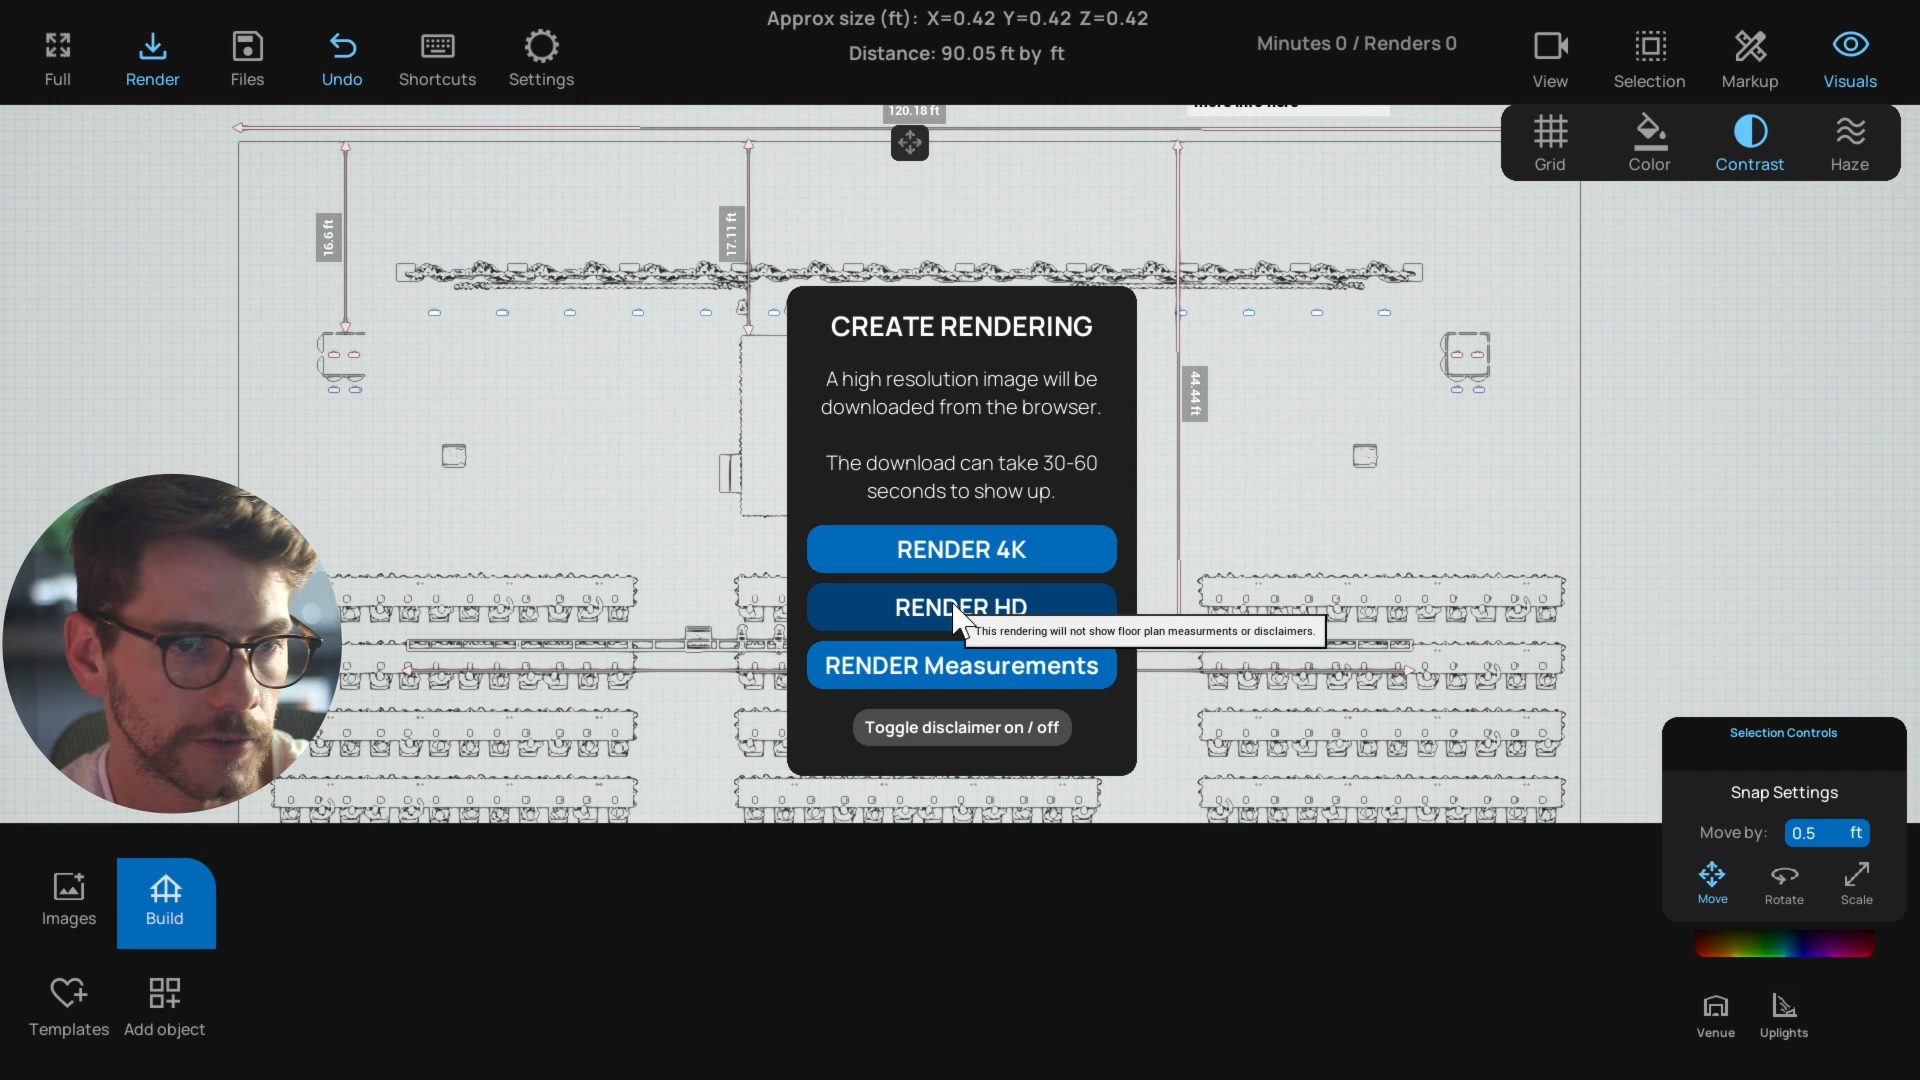 Approx size (ft): X=0.42 Y=0.42 Z=0.42
Distance: 90.05 ft by ft
Minutes 0 / Renders 0
Full
Render
Files
Undo
Shortcuts
Settings
View
Selection
Markup
Visuals
Grid
Color
Contrast
Haze
120.18 ft
more info here
16.6 ft
17.11 ft
44.44 ft
CREATE RENDERING
A high resolution image will be
downloaded from the browser.
The download can take 30-60
seconds to show up.
RENDER 4K
RENDER HD
This rendering will not show floor plan measurments or disclaimers.
RENDER Measurements
Toggle disclaimer on / off
Selection Controls
Snap Settings
Move by: 0.5 ft
Move
Rotate
Scale
Images
Build
Templates
Add object
Venue
Uplights